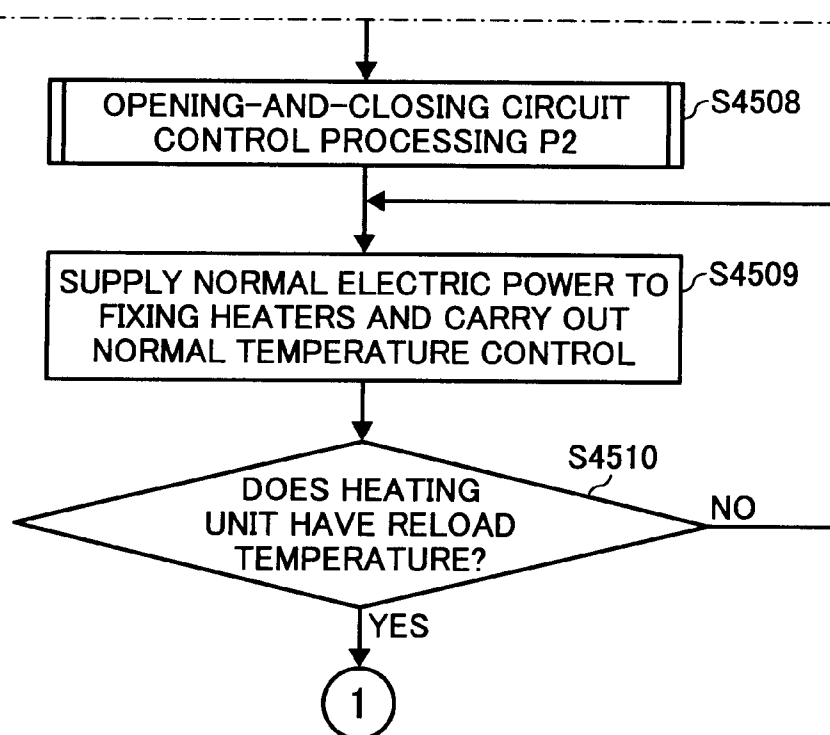 OPENING-AND-CLOSING CIRCUIT
CONTROL PROCESSING P2
S4508
SUPPLY NORMAL ELECTRIC POWER TO
FIXING HEATERS AND CARRY OUT
NORMAL TEMPERATURE CONTROL
S4509
S4510
DOES HEATING
UNIT HAVE RELOAD
TEMPERATURE?
NO
YES
1